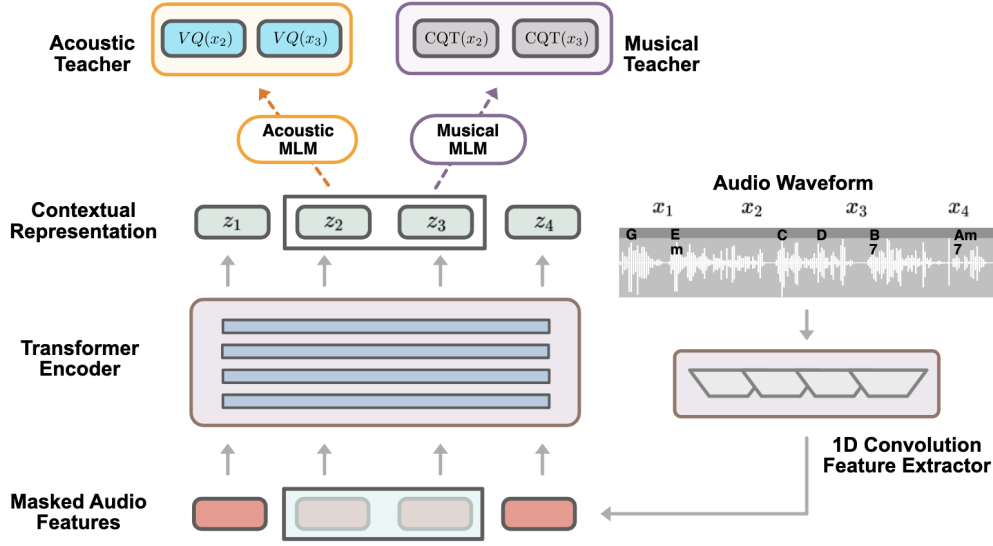 Acoustic
Teacher
VQ(x₂)
VQ(x₃)
CQT(x₂)
CQT(x₃)
Musical
Teacher
Acoustic
MLM
Musical
MLM
Contextual
Representation
z₁
z₂
z₃
z₄
Audio Waveform
x₁
x₂
x₃
x₄
G
E
m
C
D
B
7
Am
7
Transformer
Encoder
1D Convolution
Feature Extractor
Masked Audio
Features